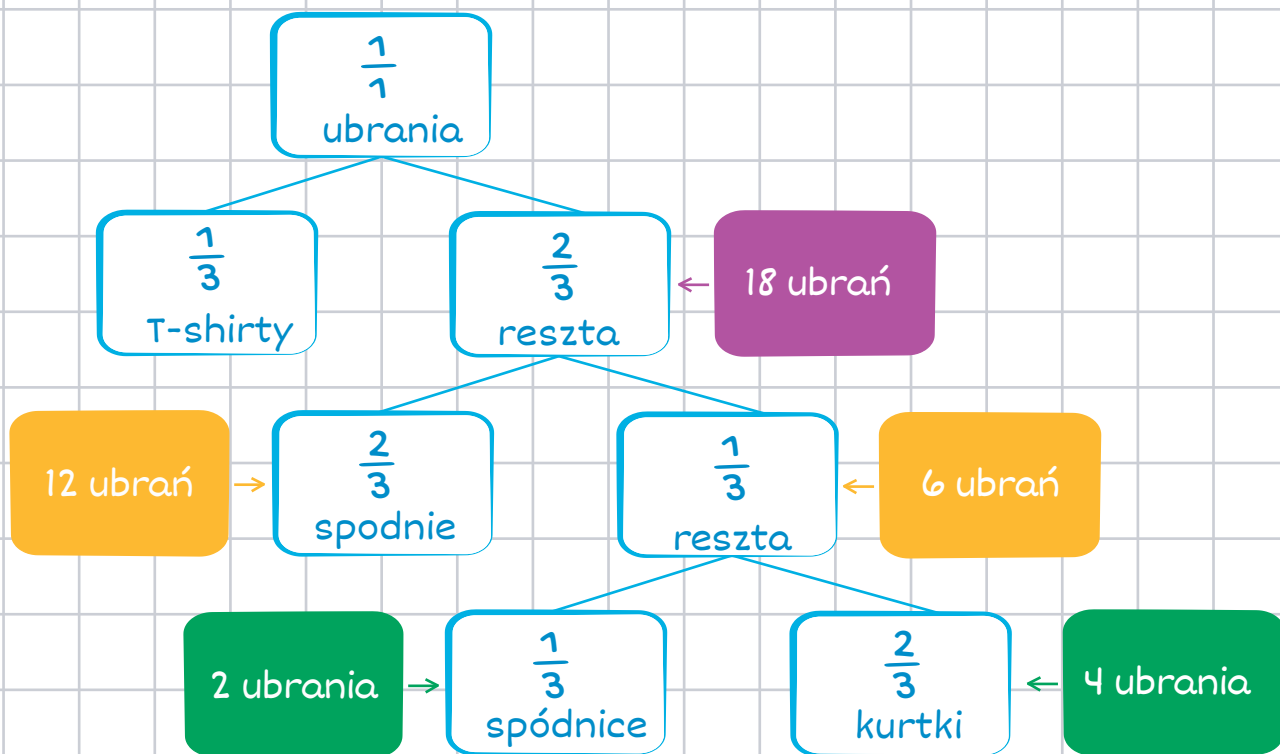 1
1
ubrania
1
3
T-shirty
2
3
reszta
18 ubrań
12 ubrań
2
3
spodnie
1
3
reszta
6 ubrań
2 ubrania
1
3
spódnice
2
3
kurtki
4 ubrania